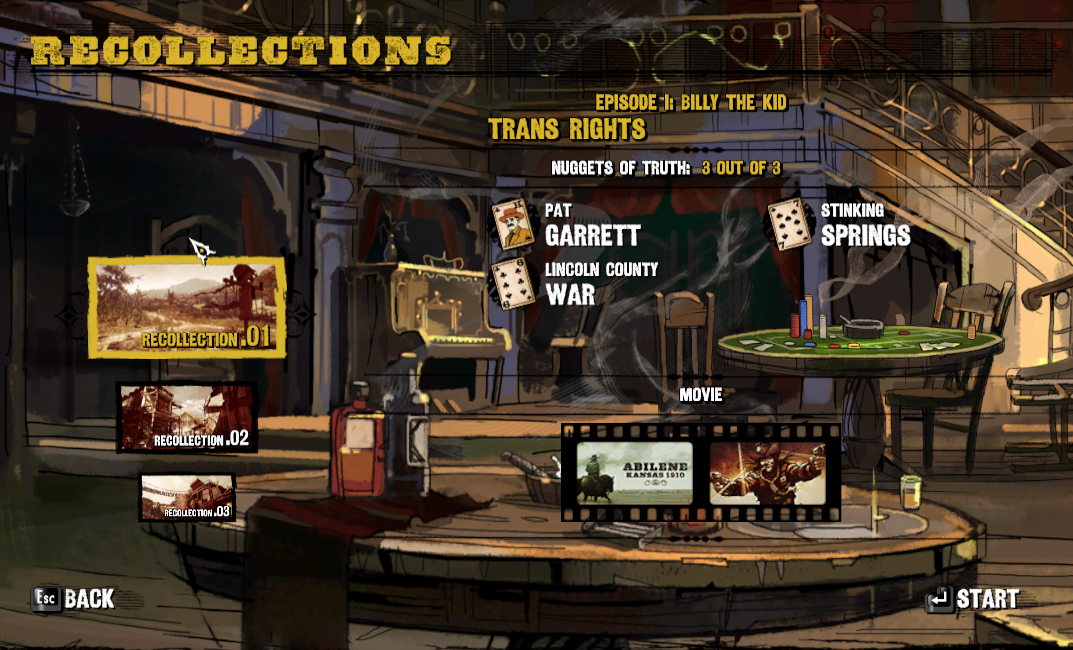 RECOLLECTIONS
EPISODE I: BILLY THE KID
TRANS RIGHTS
NUGGETS OF TRUTH: 3 OUT OF 3
PAT
GARRETT
STINKING
SPRINGS
LINCOLN COUNTY
WAR
RECOLLECTION.01
RECOLLECTION.02
RECOLLECTION.03
MOVIE
ABILENE
KANSAS 1910
Esc BACK
START